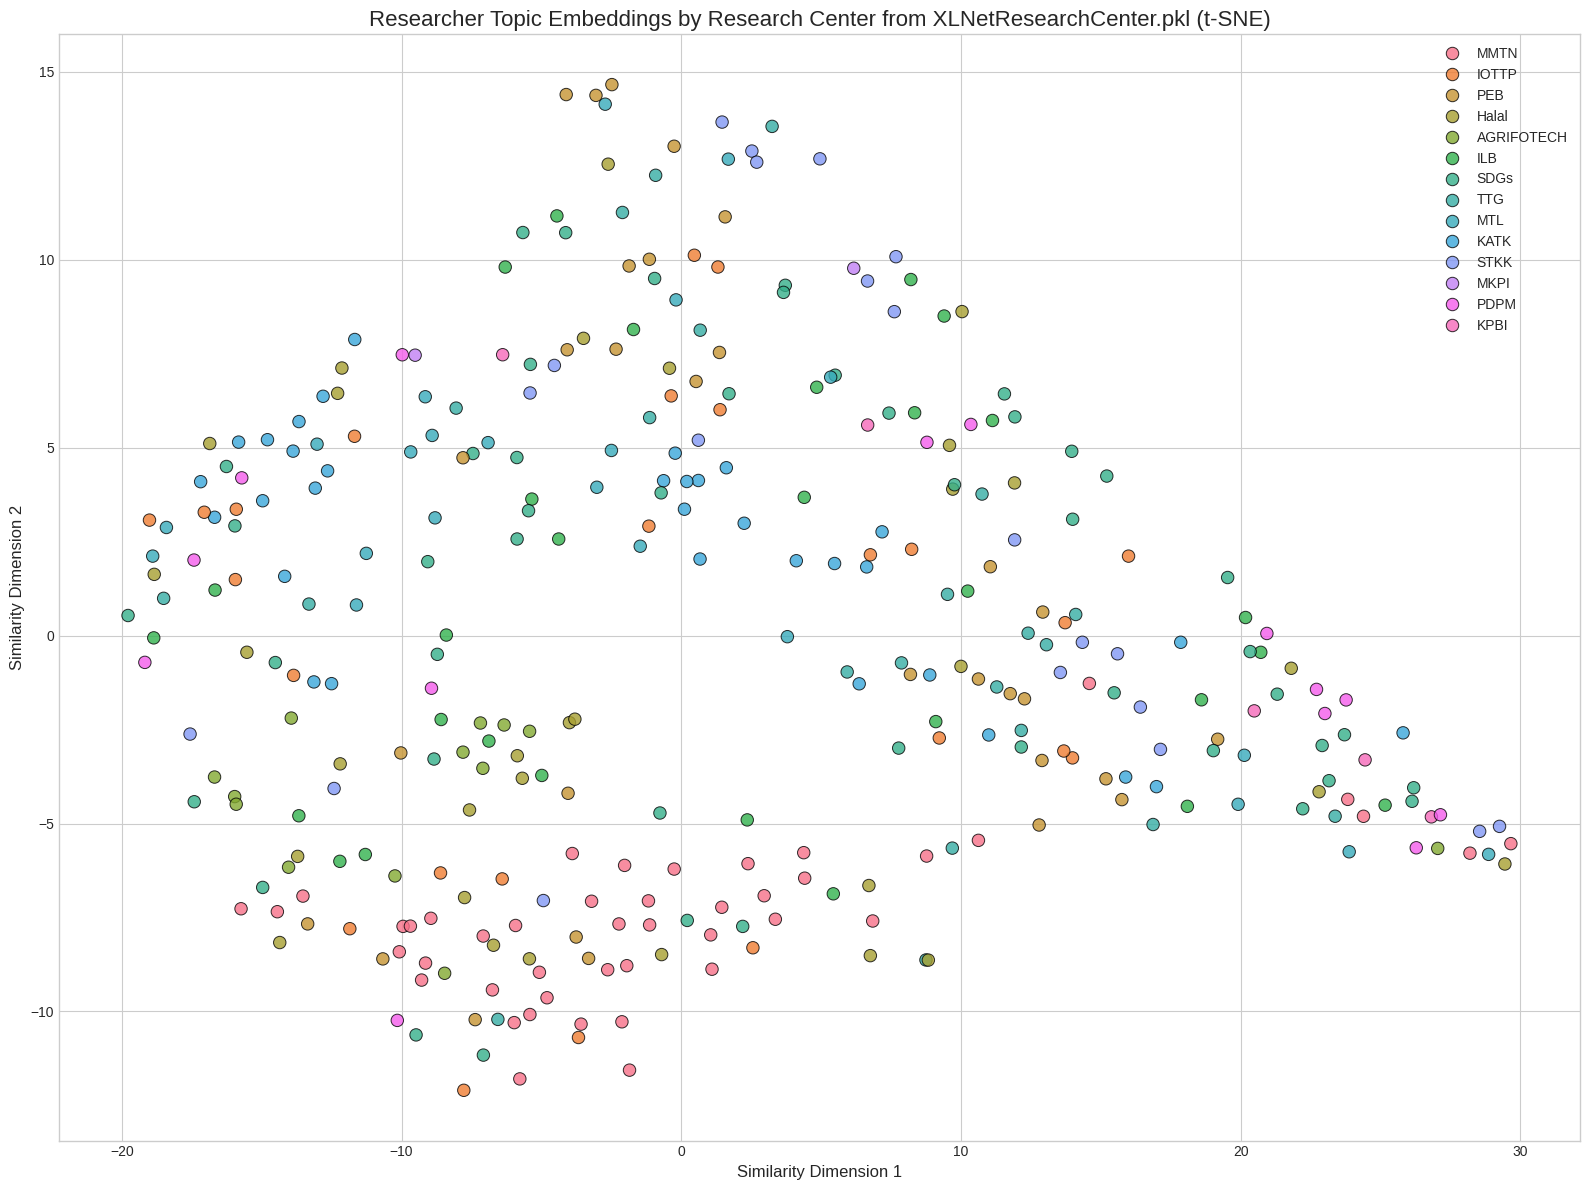 Researcher Topic Embeddings by Research Center from XLNetResearchCenter.pkl (t-SNE)
MMTN
IOTTP
PEB
Halal
AGRIFOTECH
ILB
SDGs
TTG
MTL
KATK
STKK
MKPI
PDPM
KPBI
Similarity Dimension 2
15
10
5
0
−5
−10
−20
−10
0
10
20
30
Similarity Dimension 1